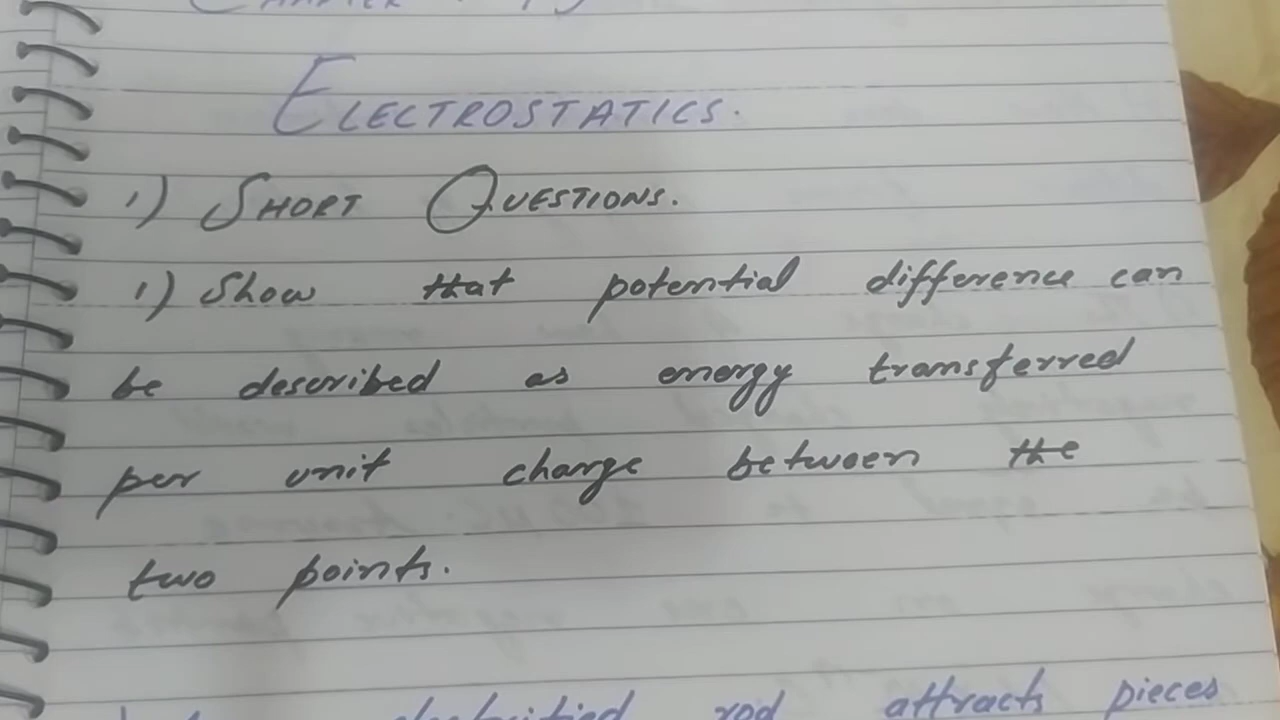 ELECTROSTATICS.
1) SHORT QUESTIONS.
1) Show that potential difference can
be described as energy transferred
per unit charge between the
two points.
rod attracts pieces